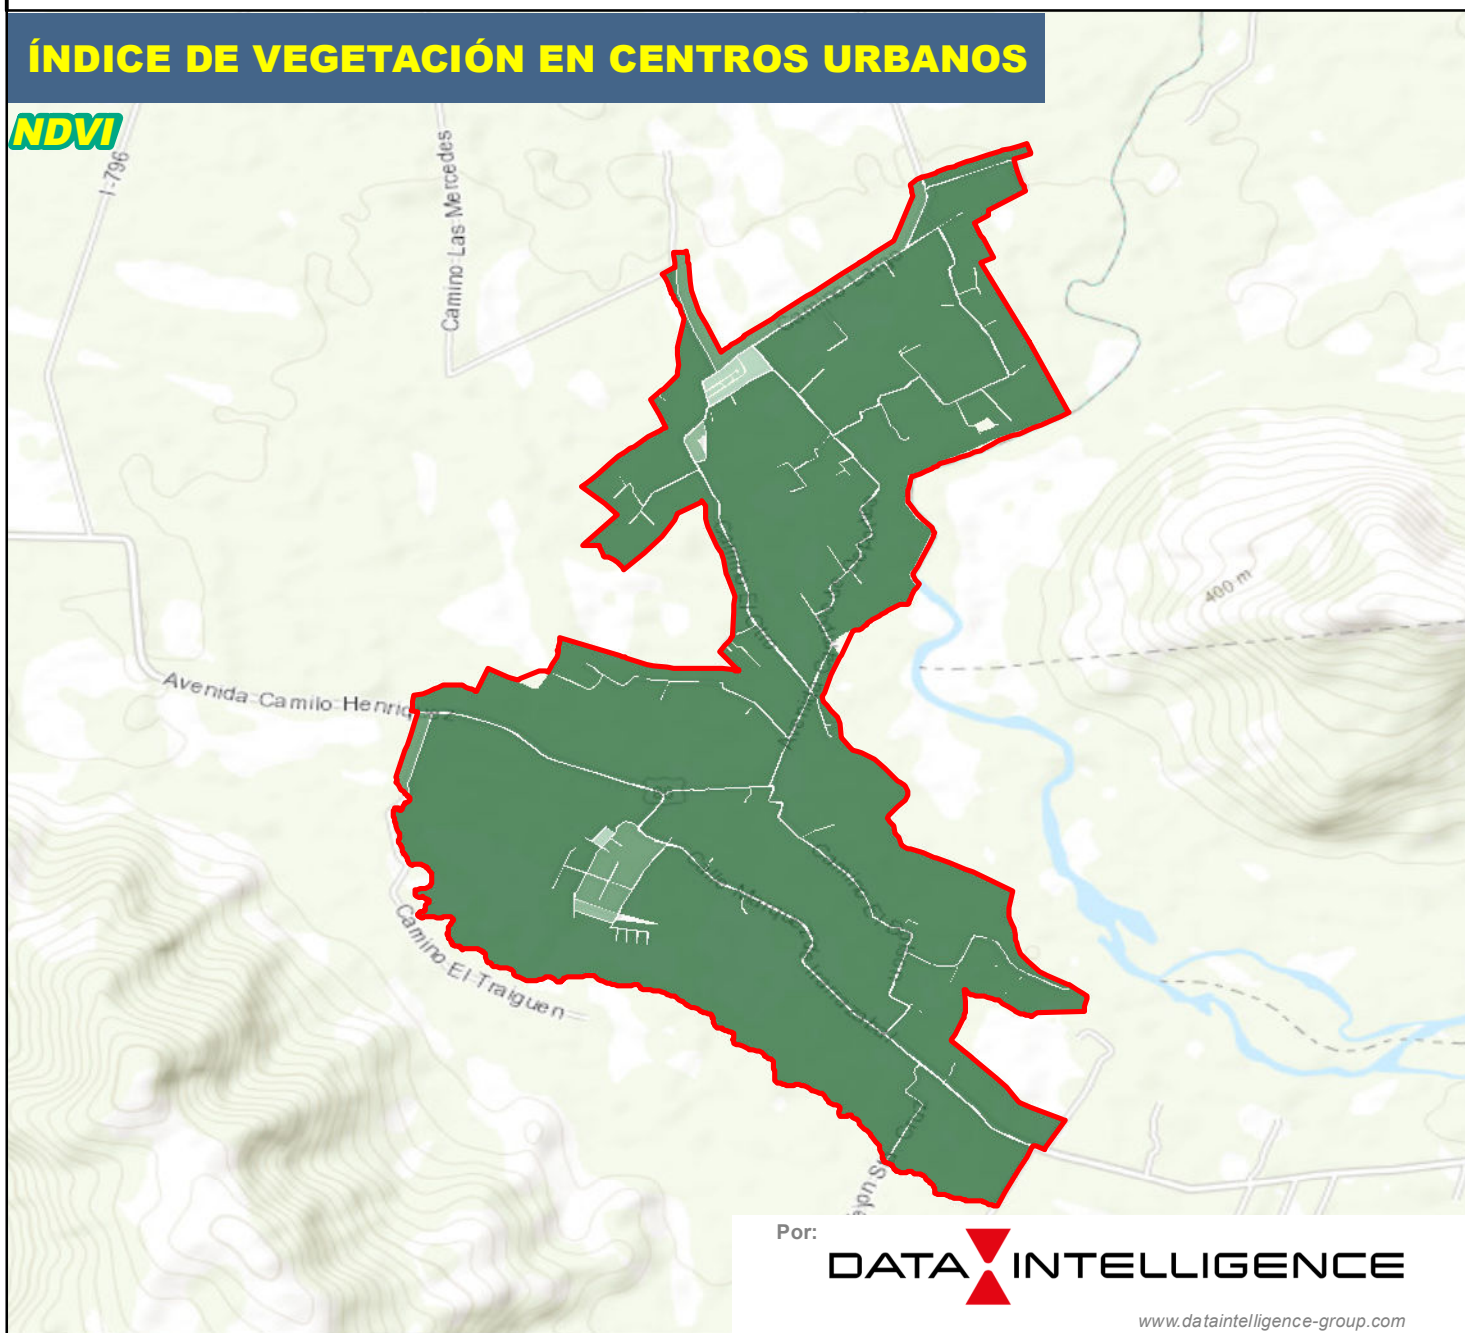 ÍNDICE DE VEGETACIÓN EN CENTROS URBANOS
NDVI
I-796
Camino Las Mercedes
400 m
Avenida Camilo Henríquez
Camino El Traiguen
Por:
DATA INTELLIGENCE
www.dataintelligence-group.com